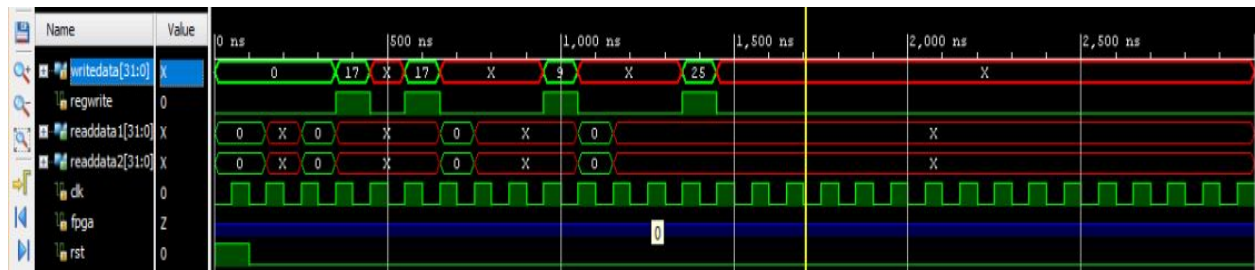 Name Value 0 ns 500 ns 1,000 ns 1,500 ns 2,000 ns 2,500 ns
writedata[31:0] X 0 17 X 17 X 9 X 25 X
regwrite 0
readdata1[31:0] X 0 X 0 X 0 X 0 X
readdata2[31:0] X 0 X 0 X 0 X 0 X
clk 0
fpga Z 0
rst 0